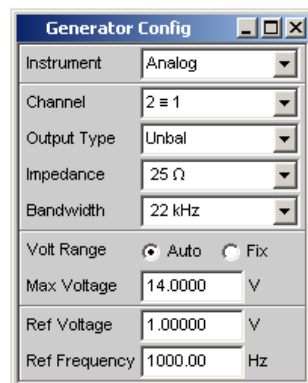 Generator Config
Instrument Analog
Channel 2 ≡ 1
Output Type Unbal
Impedance 25 Ω
Bandwidth 22 kHz
Volt Range Auto Fix
Max Voltage 14.0000 V
Ref Voltage 1.00000 V
Ref Frequency 1000.00 Hz